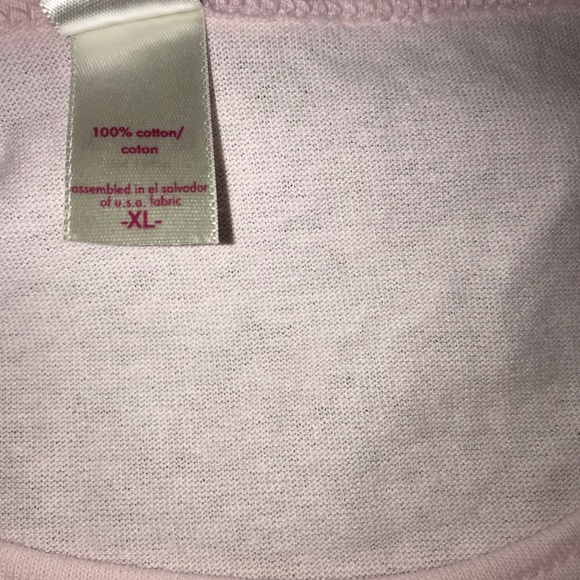 100% cotton/
coton
assembled in el salvador
of u.s.a. fabric
-XL-